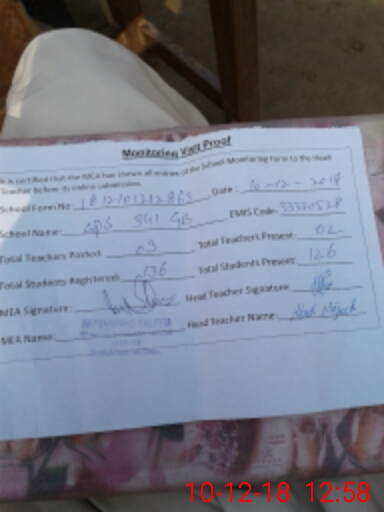 Monitoring Visit Proof
It is certified that the MEA has shown all entries of the School Monitoring Form to the Head
Teacher before its online submission.
School Form No: Date: 10-12-2018
School Name: GPS 341 GB EMIS Code: 33330528
Total Teachers Posted: 03 Total Teachers Present: 02
Total Students Registered: 136 Total Students Present: 126
MEA Signature: Head Teacher Signature:
MEA Name: Head Teacher Name:
10-12-18 12:58